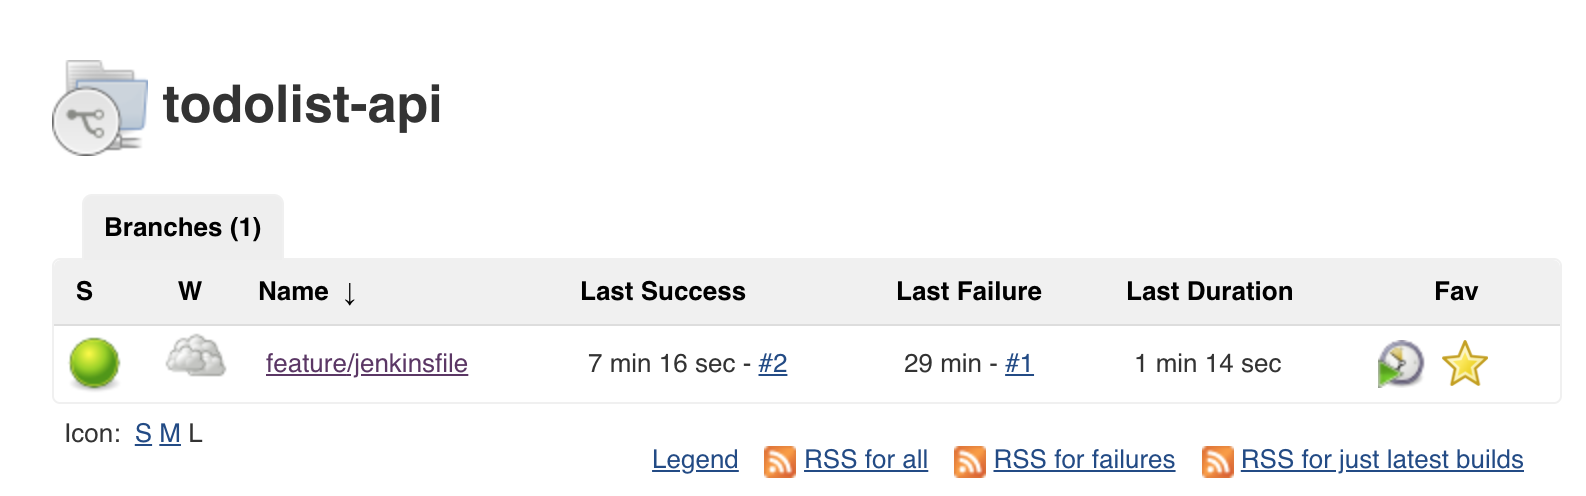 todolist-api
Branches (1)
S W Name ↓ Last Success Last Failure Last Duration Fav
feature/jenkinsfile 7 min 16 sec - #2 29 min - #1 1 min 14 sec
Icon: S M L
Legend RSS for all RSS for failures RSS for just latest builds